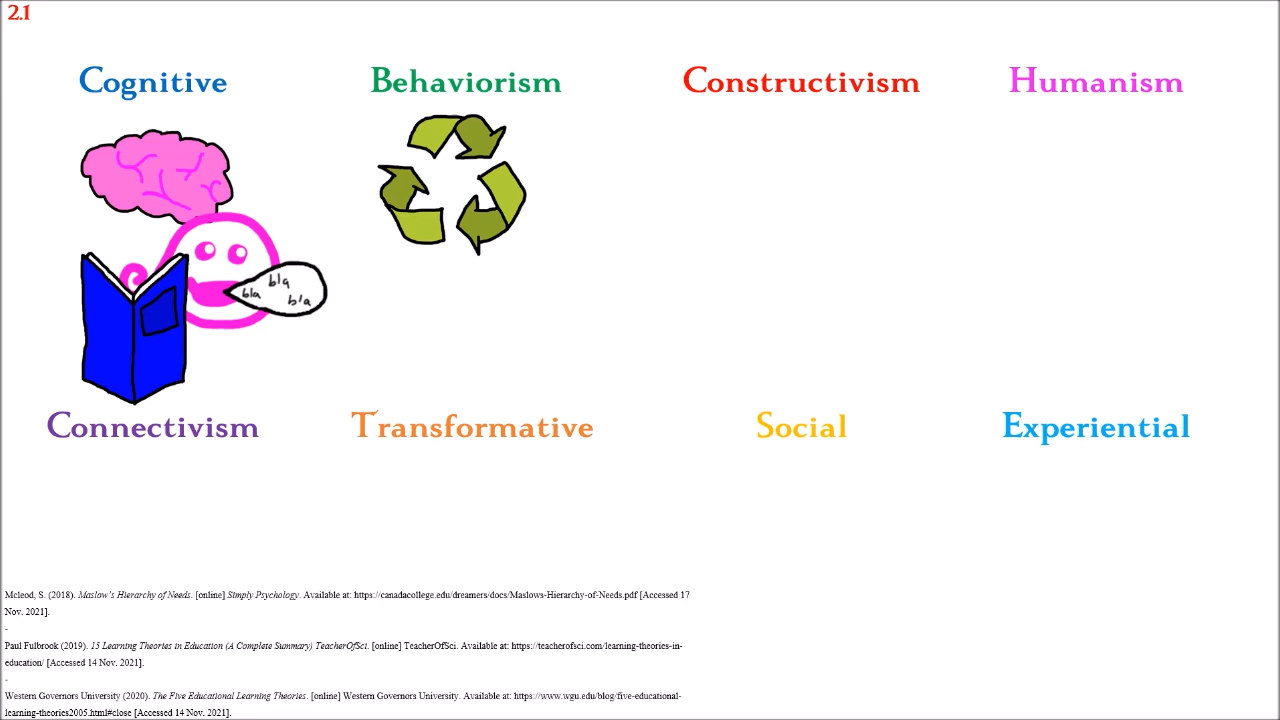 2.1
Cognitive
Behaviorism
Constructivism
Humanism
bla
bla
bla
Connectivism
Transformative
Social
Experiential
Mcleod, S. (2018). Maslow's Hierarchy of Needs. [online] Simply Psychology. Available at: https://canadacollege.edu/dreamers/docs/Maslows-Hierarchy-of-Needs.pdf [Accessed 17
Nov. 2021].
-
Paul Fulbrook (2019). 15 Learning Theories in Education (A Complete Summary) TeacherOfSci. [online] TeacherOfSci. Available at: https://teacherofsci.com/learning-theories-in-
education/ [Accessed 14 Nov. 2021].
-
Western Governors University (2020). The Five Educational Learning Theories. [online] Western Governors University. Available at: https://www.wgu.edu/blog/five-educational-
learning-theories2005.html#close [Accessed 14 Nov. 2021].